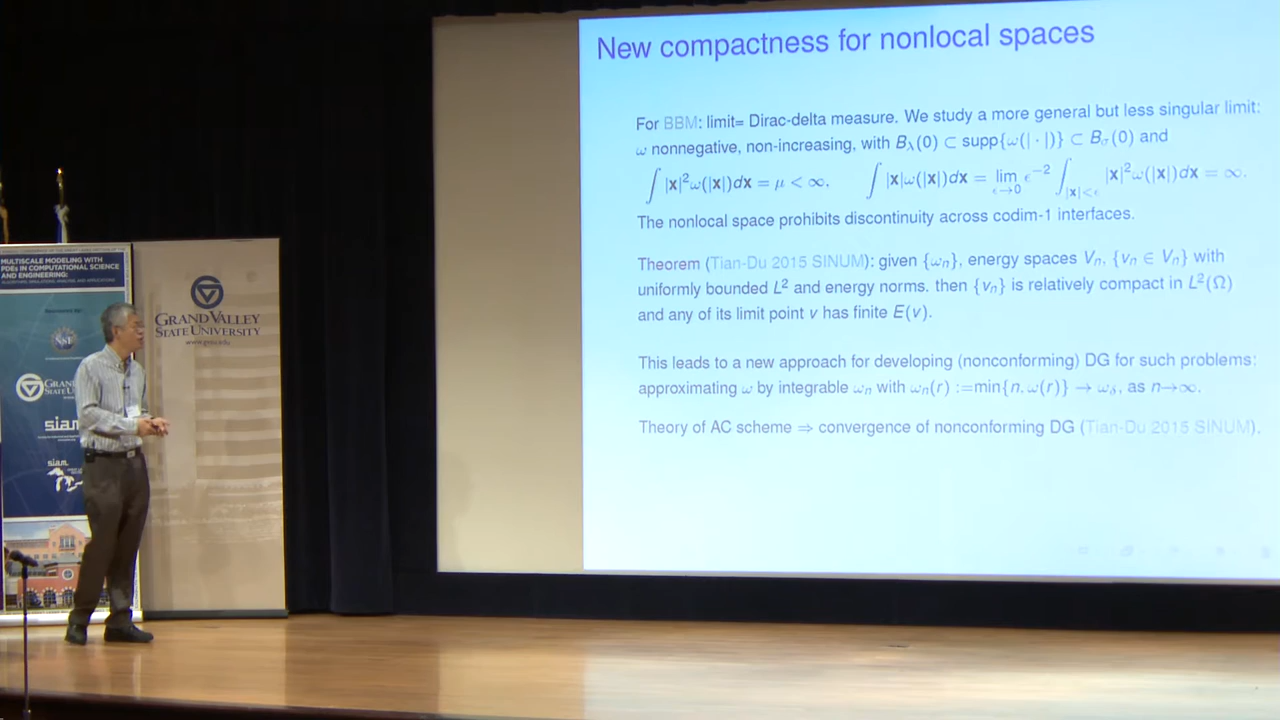 New compactness for nonlocal spaces
For BBM: limit= Dirac-delta measure. We study a more general but less singular limit:
ω nonnegative, non-increasing, with B_λ(0) ⊂ supp{ω(| · |)} ⊂ B_σ(0) and
∫ |x|²ω(|x|)dx = μ < ∞, ∫ |x|ω(|x|)dx = lim_{ϵ→0} ϵ⁻² ∫_{|x|<ϵ} |x|²ω(|x|)dx = ∞.
The nonlocal space prohibits discontinuity across codim-1 interfaces.
Theorem (Tian-Du 2015 SINUM): given {ω_n}, energy spaces V_n, {v_n ∈ V_n} with
uniformly bounded L² and energy norms. then {v_n} is relatively compact in L²(Ω)
and any of its limit point v has finite E(v).
This leads to a new approach for developing (nonconforming) DG for such problems:
approximating ω by integrable ω_n with ω_n(r) :=min{n, ω(r)} → ω_δ, as n→∞.
Theory of AC scheme ⇒ convergence of nonconforming DG (Tian-Du 2015 SINUM).
MULTISCALE MODELING WITH
PDEs IN COMPUTATIONAL SCIENCE
AND ENGINEERING:
NSF
GRAND
siam
siam
GRAND VALLEY
STATE UNIVERSITY
www.gvsu.edu